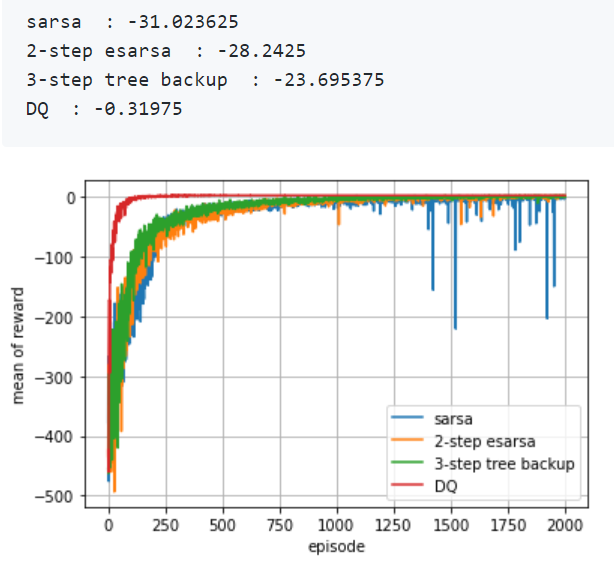 sarsa  : -31.023625
2-step esarsa  : -28.2425
3-step tree backup  : -23.695375
DQ  : -0.31975
0
−100
−200
−300
−400
−500
mean of reward
0 250 500 750 1000 1250 1500 1750 2000
episode
sarsa
2-step esarsa
3-step tree backup
DQ